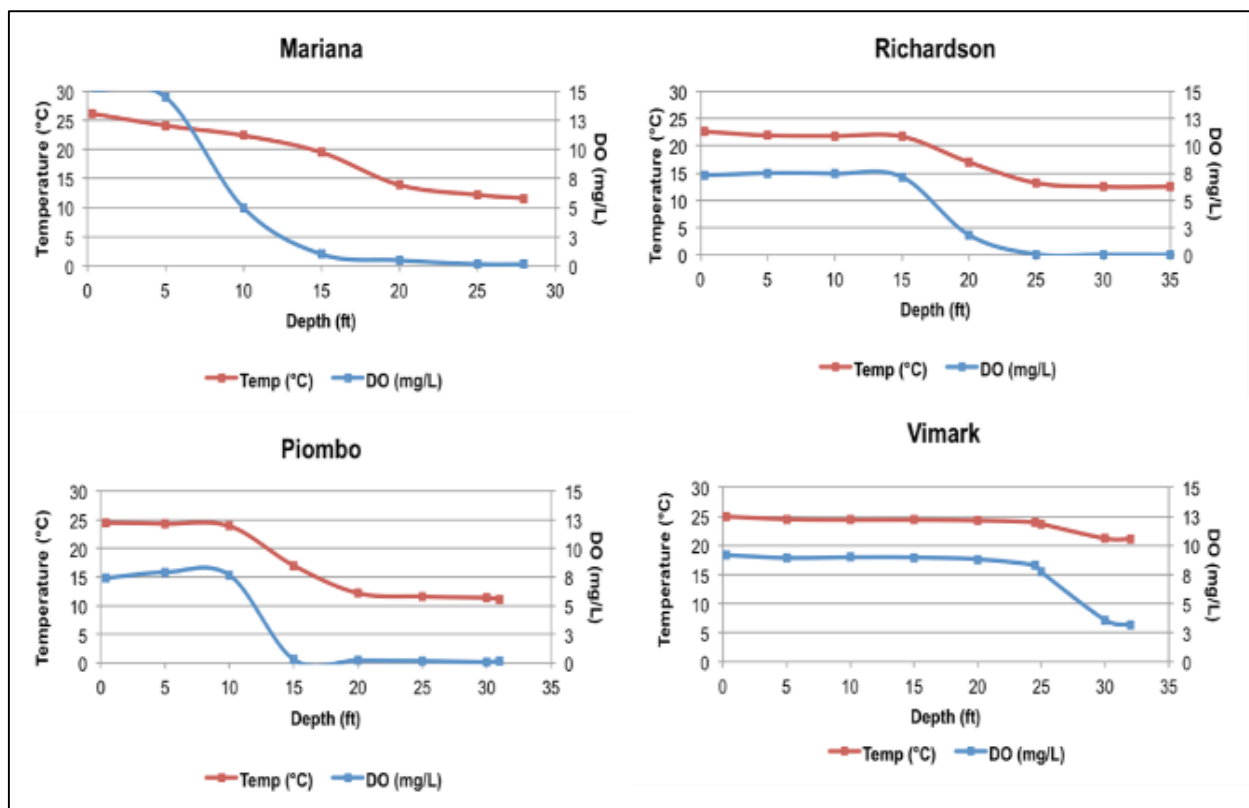 Mariana
Temperature (°C)
30
25
20
15
10
5
0
15
13
10
8
5
3
0
DO (mg/L)
0 5 10 15 20 25 30
Depth (ft)
Temp (°C) DO (mg/L)
Richardson
Temperature (°C)
30
25
20
15
10
5
0
15
13
10
8
5
3
0
DO (mg/L)
0 5 10 15 20 25 30 35
Depth (ft)
Temp (°C) DO (mg/L)
Piombo
Temperature (°C)
30
25
20
15
10
5
0
15
13
10
8
5
3
0
DO (mg/L)
0 5 10 15 20 25 30 35
Depth (ft)
Temp (°C) DO (mg/L)
Vimark
Temperature (°C)
30
25
20
15
10
5
0
15
13
10
8
5
3
0
DO (mg/L)
0 5 10 15 20 25 30 35
Depth (ft)
Temp (°C) DO (mg/L)